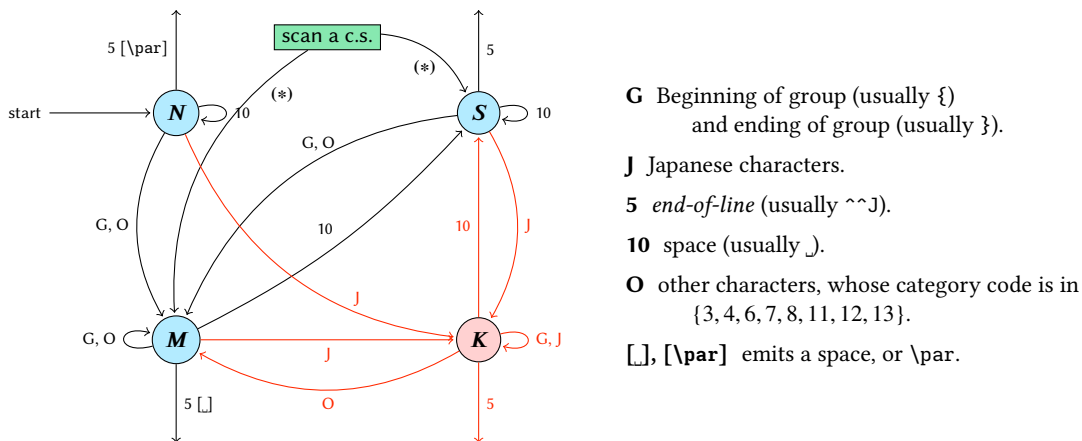 scan a c.s.
5 [\par]
5
(∗)
(∗)
start
N
10
S
10
G, O
G, O
J
10
10
J
J
G, O
M
J
K
G, J
O
5 [␣]
5
G Beginning of group (usually {)
and ending of group (usually }).
J Japanese characters.
5 end-of-line (usually ^^J).
10 space (usually ␣).
O other characters, whose category code is in
{3, 4, 6, 7, 8, 11, 12, 13}.
[␣], [\par] emits a space, or \par.